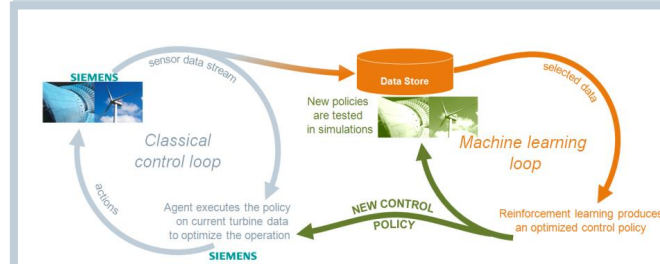 SIEMENS
sensor data stream
Data Store
selected data
New policies
are tested
in simulations
Classical
control loop
Machine learning
loop
actions
Agent executes the policy
on current turbine data
to optimize the operation
SIEMENS
NEW CONTROL
POLICY
Reinforcement learning produces
an optimized control policy